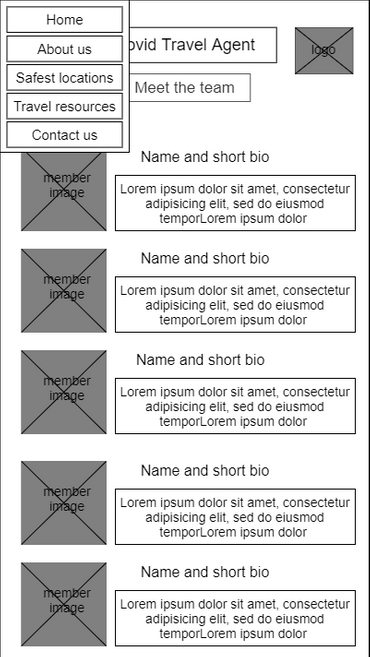 Home
About us
Safest locations
Travel resources
Contact us
Travel Agent
logo
Meet the team
Name and short bio
member
image
Lorem ipsum dolor sit amet, consectetur
adipisicing elit, sed do eiusmod
temporLorem ipsum dolor
Name and short bio
member
image
Lorem ipsum dolor sit amet, consectetur
adipisicing elit, sed do eiusmod
temporLorem ipsum dolor
Name and short bio
member
image
Lorem ipsum dolor sit amet, consectetur
adipisicing elit, sed do eiusmod
temporLorem ipsum dolor
Name and short bio
member
image
Lorem ipsum dolor sit amet, consectetur
adipisicing elit, sed do eiusmod
temporLorem ipsum dolor
Name and short bio
member
image
Lorem ipsum dolor sit amet, consectetur
adipisicing elit, sed do eiusmod
temporLorem ipsum dolor